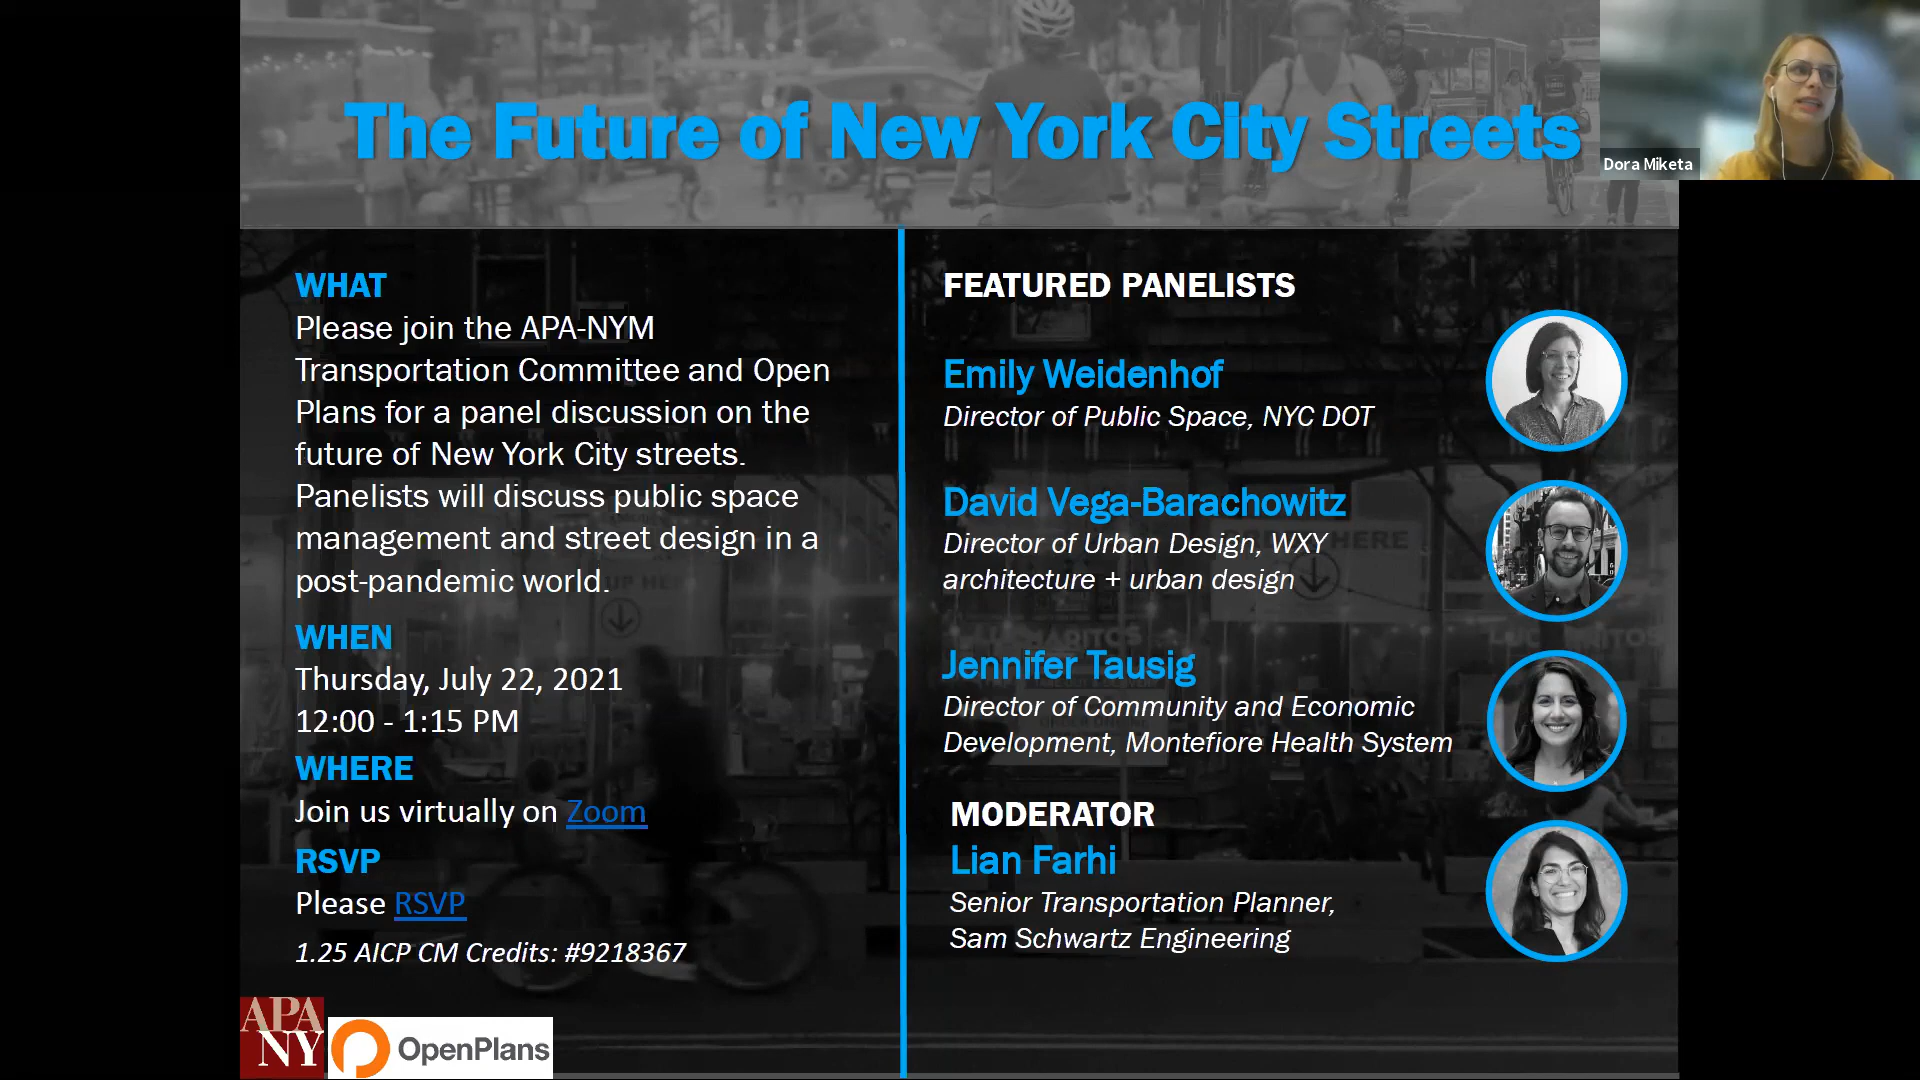 The Future of New York City Streets
Dora Miketa
WHAT
Please join the APA-NYM
Transportation Committee and Open
Plans for a panel discussion on the
future of New York City streets.
Panelists will discuss public space
management and street design in a
post-pandemic world.
WHEN
Thursday, July 22, 2021
12:00 - 1:15 PM
WHERE
Join us virtually on Zoom
RSVP
Please RSVP
1.25 AICP CM Credits: #9218367
APA
NY
OpenPlans
FEATURED PANELISTS
Emily Weidenhof
Director of Public Space, NYC DOT
David Vega-Barachowitz
Director of Urban Design, WXY
architecture + urban design
Jennifer Tausig
Director of Community and Economic
Development, Montefiore Health System
MODERATOR
Lian Farhi
Senior Transportation Planner,
Sam Schwartz Engineering